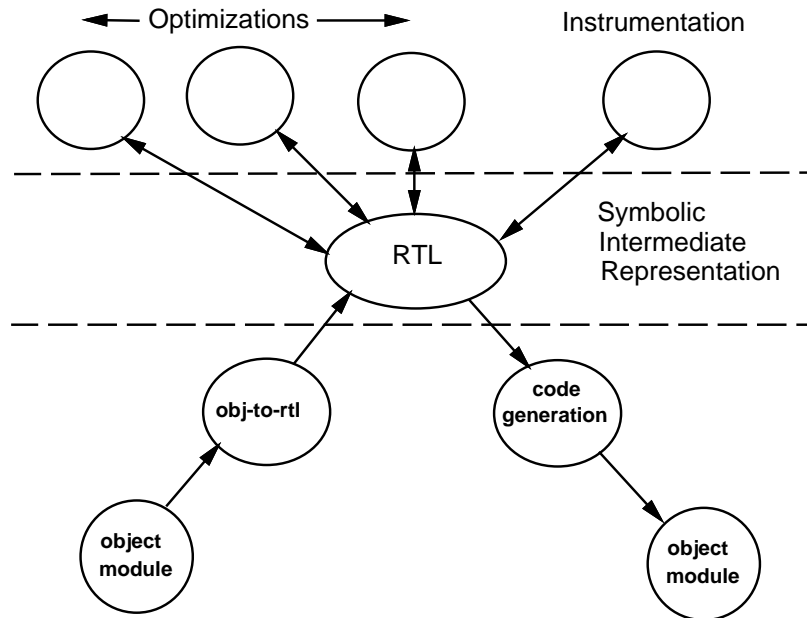 Optimizations
Instrumentation
Symbolic
Intermediate
Representation
RTL
obj-to-rtl
code
generation
object
module
object
module